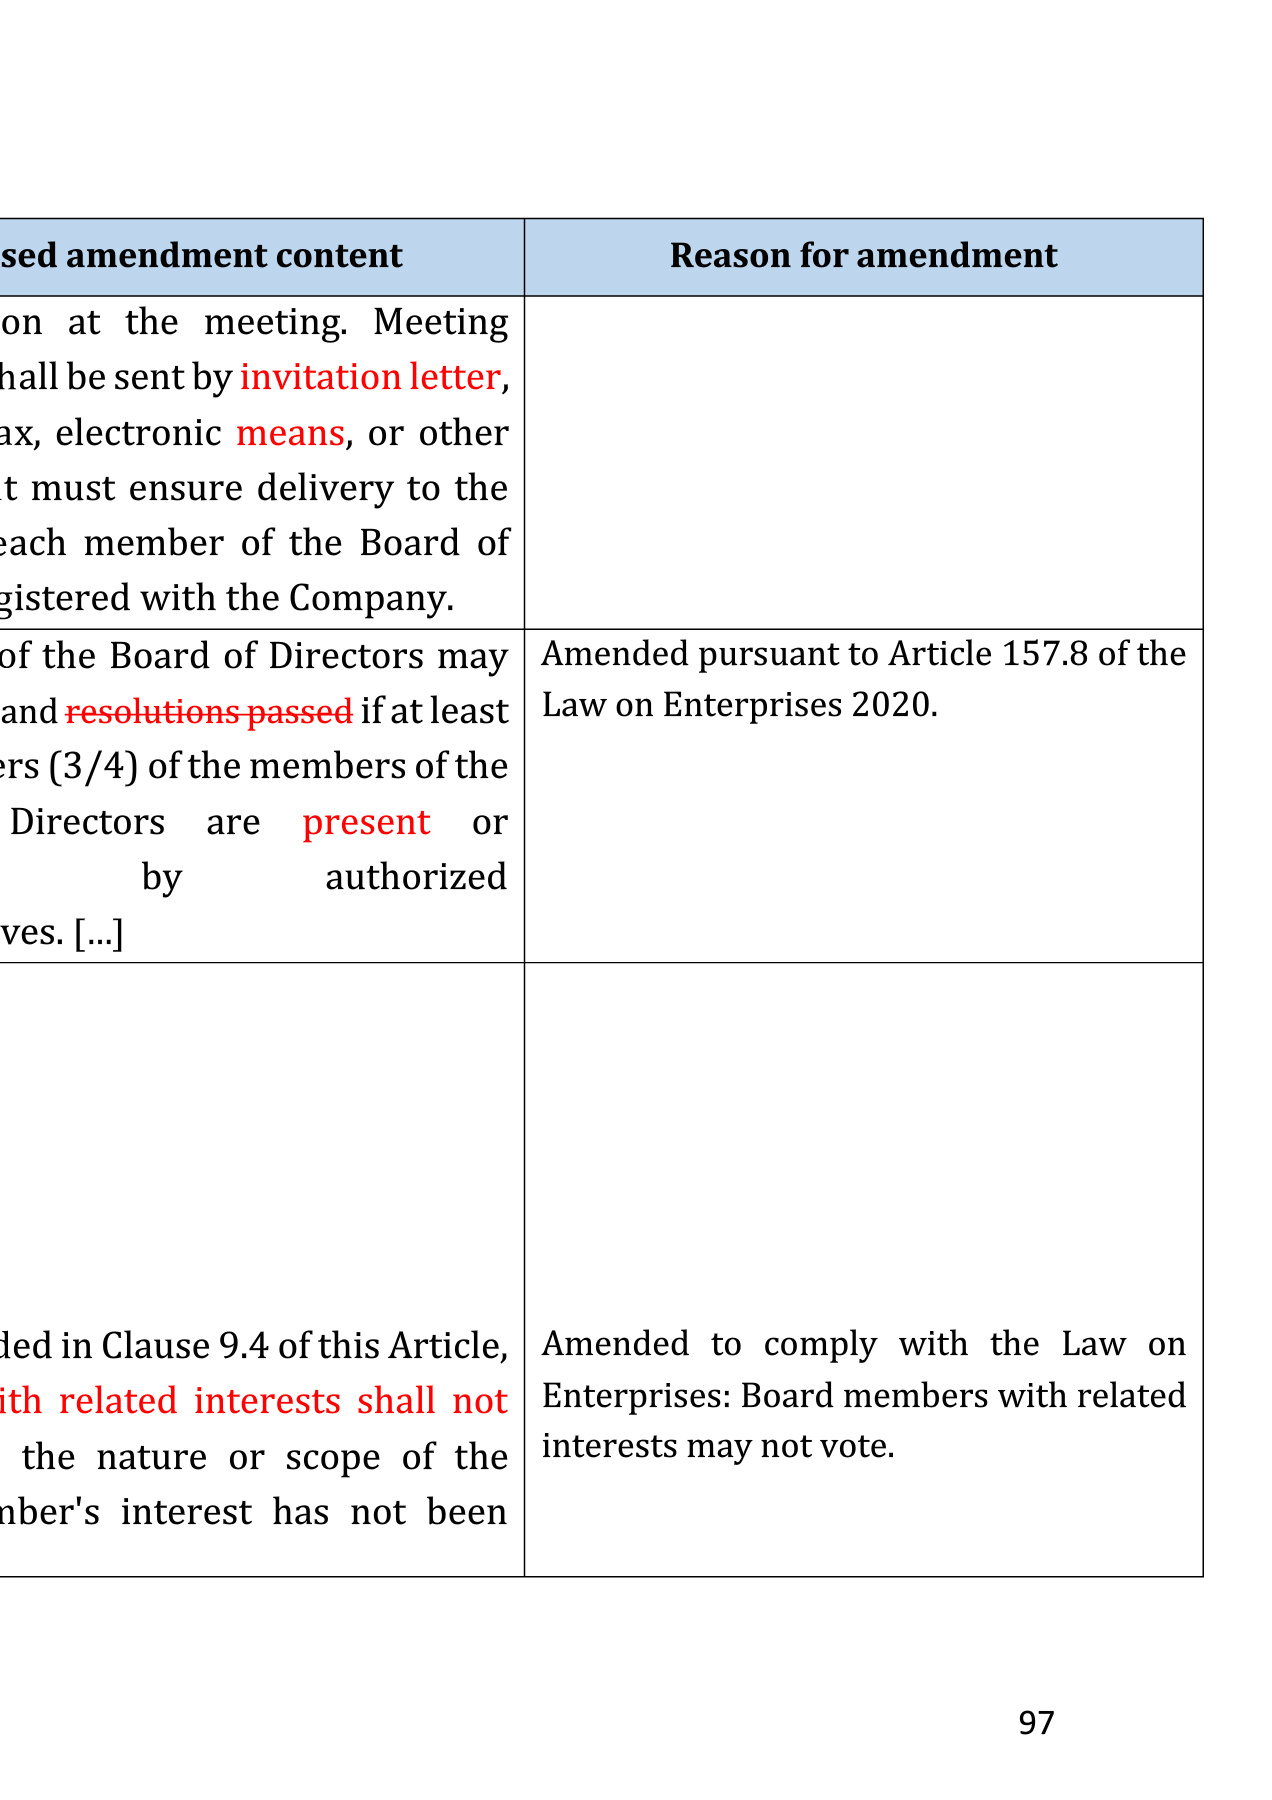 sed amendment content
Reason for amendment
on at the meeting. Meeting
hall be sent by invitation letter,
ax, electronic means, or other
t must ensure delivery to the
each member of the Board of
gistered with the Company.
of the Board of Directors may
and resolutions passed if at least
ers (3/4) of the members of the
Directors are present or
by authorized
ves. [...]
Amended pursuant to Article 157.8 of the
Law on Enterprises 2020.
ded in Clause 9.4 of this Article,
ith related interests shall not
the nature or scope of the
mber's interest has not been
Amended to comply with the Law on
Enterprises: Board members with related
interests may not vote.
97